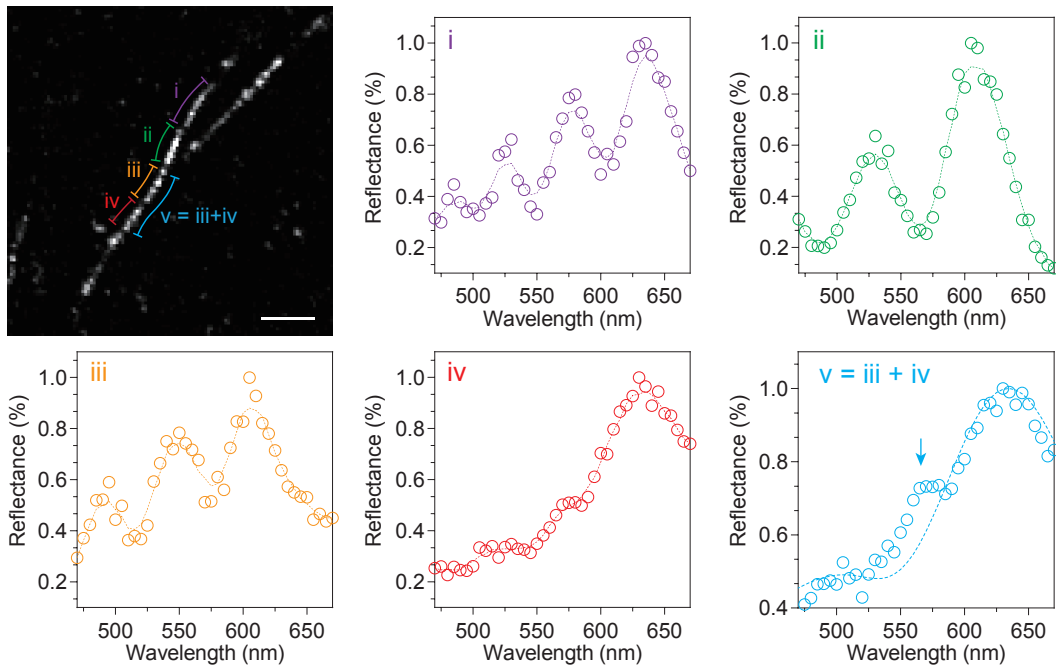 i
ii
iii
iv
v = iii+iv
i
1.0
0.8
0.6
0.4
0.2
Reflectance (%)
500
550
600
650
Wavelength (nm)
ii
1.0
0.8
0.6
0.4
0.2
Reflectance (%)
500
550
600
650
Wavelength (nm)
iii
1.0
0.8
0.6
0.4
0.2
Reflectance (%)
500
550
600
650
Wavelength (nm)
iv
1.0
0.8
0.6
0.4
0.2
Reflectance (%)
500
550
600
650
Wavelength (nm)
v = iii + iv
1.0
0.8
0.6
0.4
Reflectance (%)
500
550
600
650
Wavelength (nm)